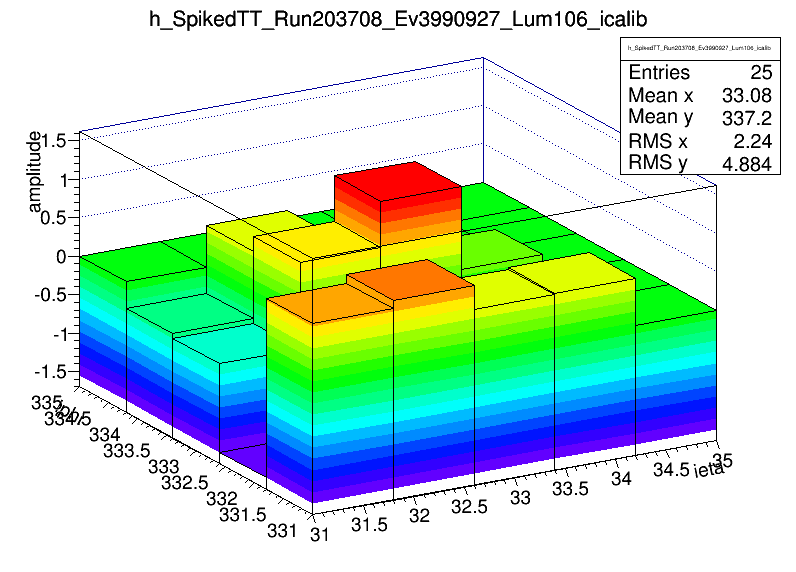 h_SpikedTT_Run203708_Ev3990927_Lum106_icalib
h_SpikedTT_Run203708_Ev3990927_Lum106_icalib
Entries 25
Mean x 33.08
Mean y 337.2
RMS x 2.24
RMS y 4.884
amplitude
1.5
1
0.5
0
-0.5
-1
-1.5
335
334.5
334
333.5
333
332.5
332
331.5
331
31
31.5
32
32.5
33
33.5
34
34.5
35
ieta